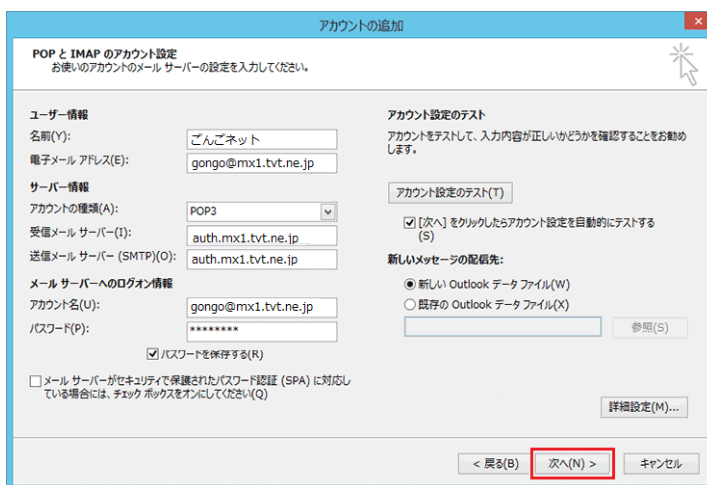 アカウントの追加
×
POP と IMAP のアカウント設定
お使いのアカウントのメール サーバーの設定を入力してください。
ユーザー情報
名前(Y):
ごんごネット
電子メール アドレス(E):
gongo@mx1.tvt.ne.jp
サーバー情報
アカウントの種類(A):
POP3
受信メール サーバー(I):
auth.mx1.tvt.ne.jp
送信メール サーバー (SMTP)(O):
auth.mx1.tvt.ne.jp
メール サーバーへのログオン情報
アカウント名(U):
gongo@mx1.tvt.ne.jp
パスワード(P):
********
パスワードを保存する(R)
メール サーバーがセキュリティで保護されたパスワード認証 (SPA) に対応し
ている場合には、チェック ボックスをオンにしてください(Q)
アカウント設定のテスト
アカウントをテストして、入力内容が正しいかどうかを確認することをお勧め
します。
アカウント設定のテスト(T)
[次へ] をクリックしたらアカウント設定を自動的にテストする
(S)
新しいメッセージの配信先:
新しい Outlook データ ファイル(W)
既存の Outlook データ ファイル(X)
参照(S)
詳細設定(M)...
< 戻る(B)
次へ(N) >
キャンセル